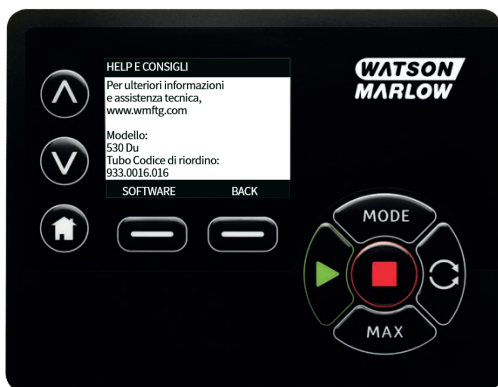 HELP E CONSIGLI
Per ulteriori informazioni
e assistenza tecnica,
www.wmftg.com
Modello:
530 Du
Tubo Codice di riordino:
933.0016.016
SOFTWARE BACK
WATSON
MARLOW
MODE
MAX